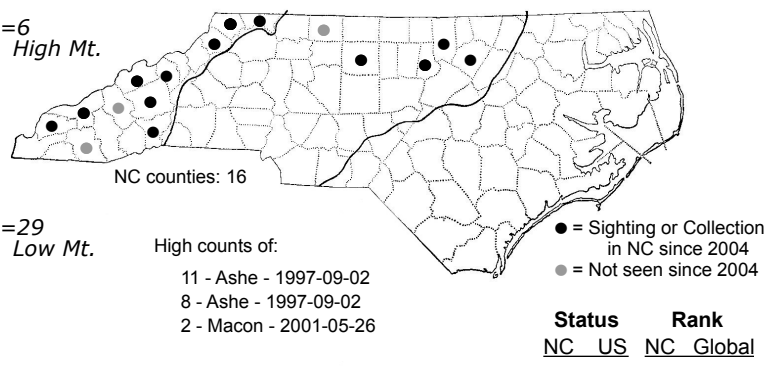 =6
High Mt.
NC counties: 16
=29
Low Mt.
High counts of:
11 - Ashe - 1997-09-02
8 - Ashe - 1997-09-02
2 - Macon - 2001-05-26
● = Sighting or Collection
in NC since 2004
● = Not seen since 2004
Status Rank
NC US NC Global